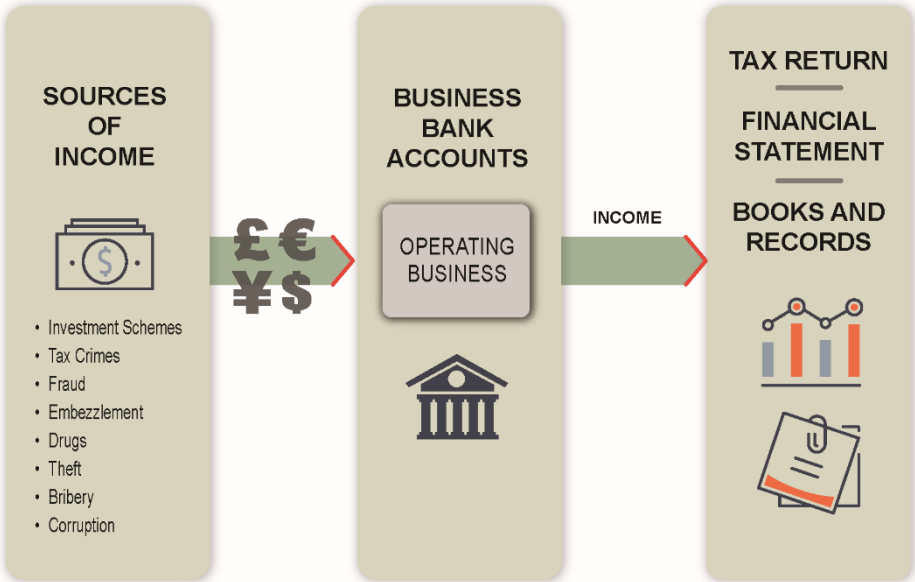 SOURCES
OF
INCOME
$
• Investment Schemes
• Tax Crimes
• Fraud
• Embezzlement
• Drugs
• Theft
• Bribery
• Corruption
£ €
¥ $
BUSINESS
BANK
ACCOUNTS
OPERATING
BUSINESS
INCOME
TAX RETURN
FINANCIAL
STATEMENT
BOOKS AND
RECORDS